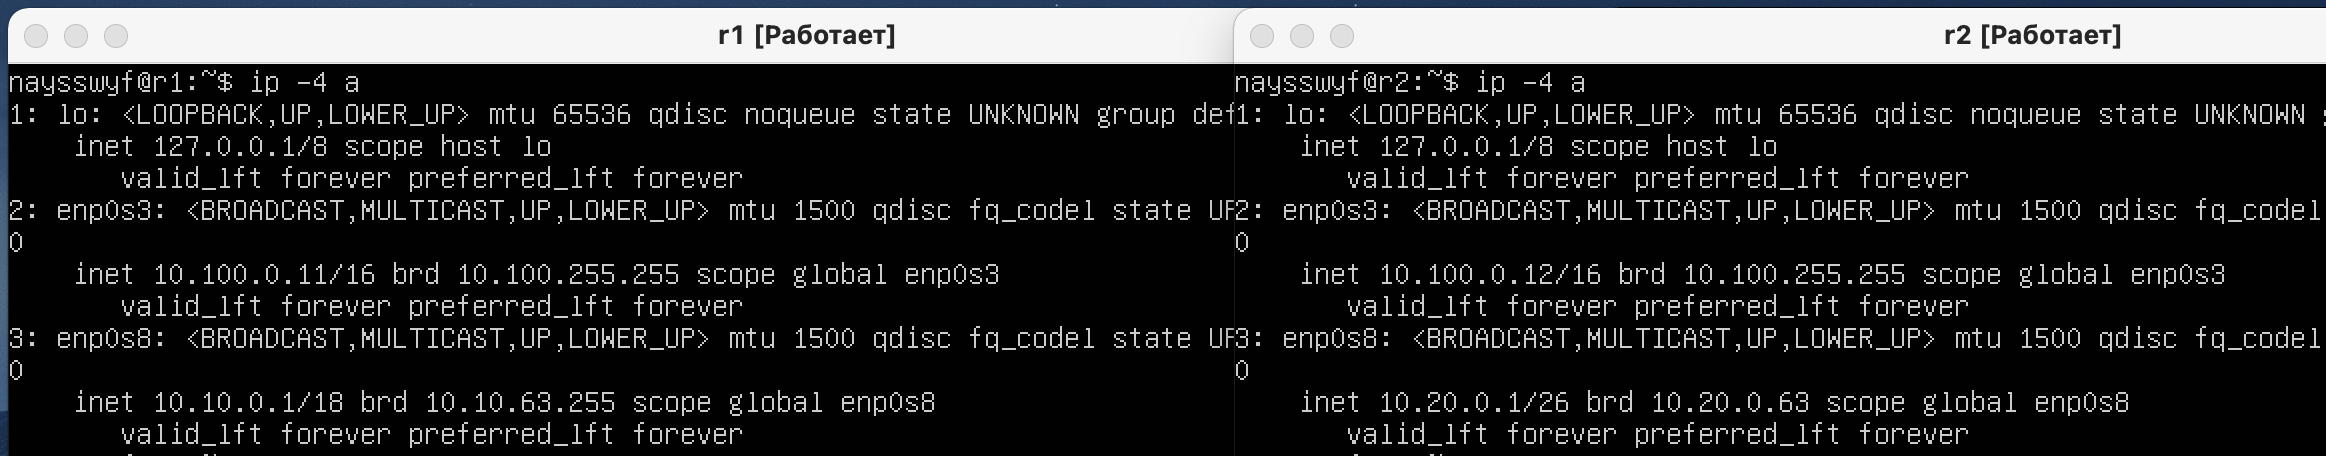 r1 [Работает]
naysswyf@r1:~$ ip -4 a
1: lo: <LOOPBACK,UP,LOWER_UP> mtu 65536 qdisc noqueue state UNKNOWN group def
inet 127.0.0.1/8 scope host lo
valid_lft forever preferred_lft forever
2: enp0s3: <BROADCAST,MULTICAST,UP,LOWER_UP> mtu 1500 qdisc fq_codel state UP
0
inet 10.100.0.11/16 brd 10.100.255.255 scope global enp0s3
valid_lft forever preferred_lft forever
3: enp0s8: <BROADCAST,MULTICAST,UP,LOWER_UP> mtu 1500 qdisc fq_codel state UP
0
inet 10.10.0.1/18 brd 10.10.63.255 scope global enp0s8
valid_lft forever preferred_lft forever
r2 [Работает]
naysswyf@r2:~$ ip -4 a
1: lo: <LOOPBACK,UP,LOWER_UP> mtu 65536 qdisc noqueue state UNKNOWN
inet 127.0.0.1/8 scope host lo
valid_lft forever preferred_lft forever
2: enp0s3: <BROADCAST,MULTICAST,UP,LOWER_UP> mtu 1500 qdisc fq_codel
0
inet 10.100.0.12/16 brd 10.100.255.255 scope global enp0s3
valid_lft forever preferred_lft forever
3: enp0s8: <BROADCAST,MULTICAST,UP,LOWER_UP> mtu 1500 qdisc fq_codel
0
inet 10.20.0.1/26 brd 10.20.0.63 scope global enp0s8
valid_lft forever preferred_lft forever